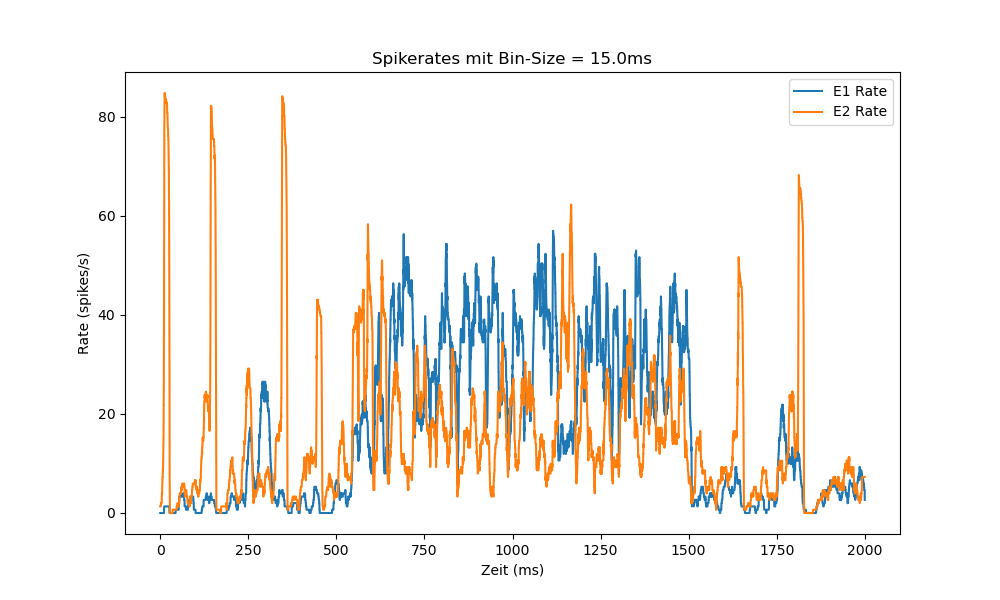 Spikerates mit Bin-Size = 15.0ms
E1 Rate
E2 Rate
80
60
40
20
0
Rate (spikes/s)
0 250 500 750 1000 1250 1500 1750 2000
Zeit (ms)